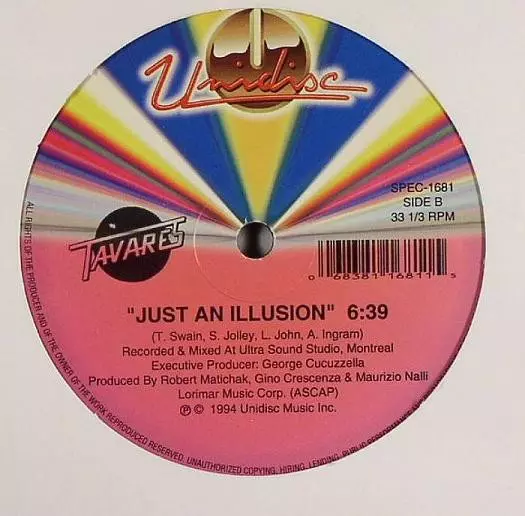 Unidisc
SPEC-1681
SIDE B
33 1/3 RPM
TAVARES
0 68381 16811 5
"JUST AN ILLUSION" 6:39
(T. Swain, S. Jolley, L. John, A. Ingram)
Recorded & Mixed At Ultra Sound Studio, Montreal
Executive Producer: George Cucuzzella
Produced By Robert Matichak, Gino Crescenza & Maurizio Nalli
Lorimar Music Corp. (ASCAP)
℗ © 1994 Unidisc Music Inc.
ALL RIGHTS OF THE PRODUCER AND OF THE OWNER OF THE WORK REPRODUCED RESERVED. UNAUTHORIZED COPYING, HIRING, LENDING, PUBLIC PERFORMANCE